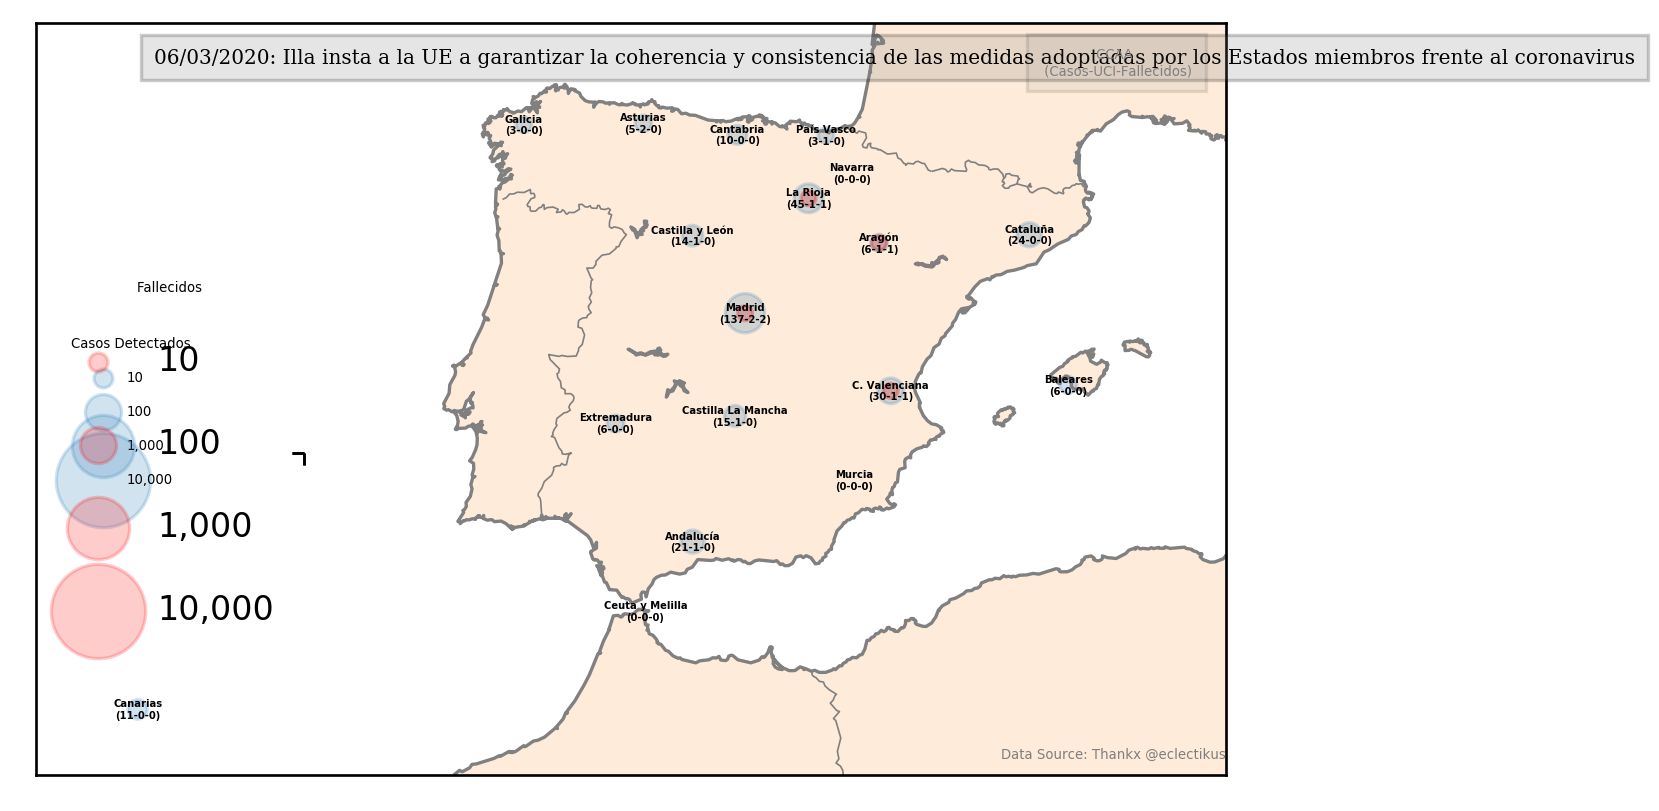 06/03/2020: Illa insta a la UE a garantizar la coherencia y consistencia de las medidas adoptadas por los Estados miembros frente al coronavirus
CCAA
(Casos-UCI-Fallecidos)
Galicia
(3-0-0)
Asturias
(5-2-0)
Cantabria
(10-0-0)
País Vasco
(3-1-0)
Navarra
(0-0-0)
La Rioja
(45-1-1)
Castilla y León
(14-1-0)
Aragón
(6-1-1)
Cataluña
(24-0-0)
Madrid
(137-2-2)
C. Valenciana
(30-1-1)
Baleares
(6-0-0)
Extremadura
(6-0-0)
Castilla La Mancha
(15-1-0)
Murcia
(0-0-0)
Andalucía
(21-1-0)
Ceuta y Melilla
(0-0-0)
Canarias
(11-0-0)
Fallecidos
10
100
1,000
10,000
Casos Detectados
10
100
1,000
10,000
Data Source: Thankx @eclectikus